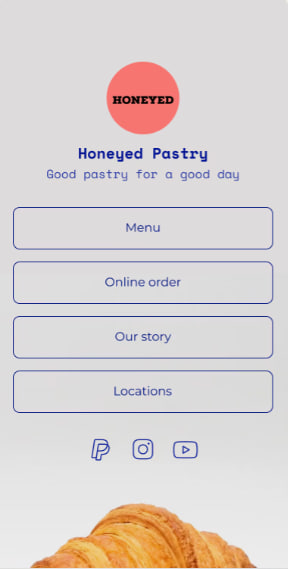 HONEYED
Honeyed Pastry
Good pastry for a good day
Menu
Online order
Our story
Locations